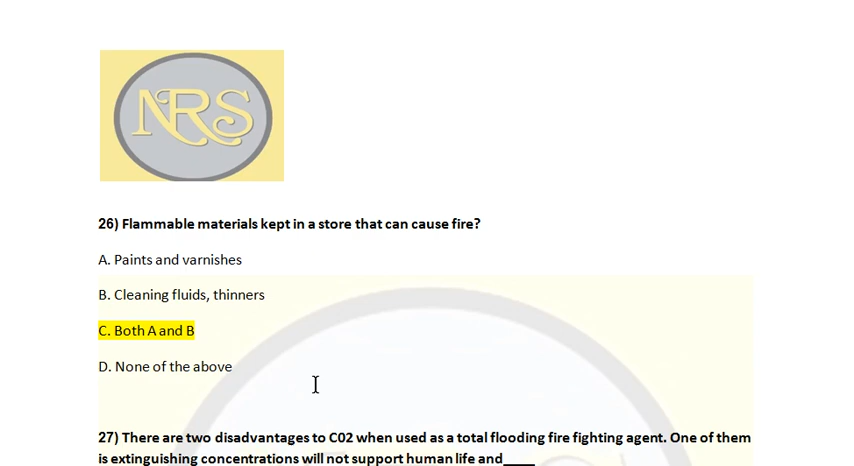 NRS
26) Flammable materials kept in a store that can cause fire?
A. Paints and varnishes
B. Cleaning fluids, thinners
C. Both A and B
D. None of the above
27) There are two disadvantages to C02 when used as a total flooding fire fighting agent. One of them
is extinguishing concentrations will not support human life and____